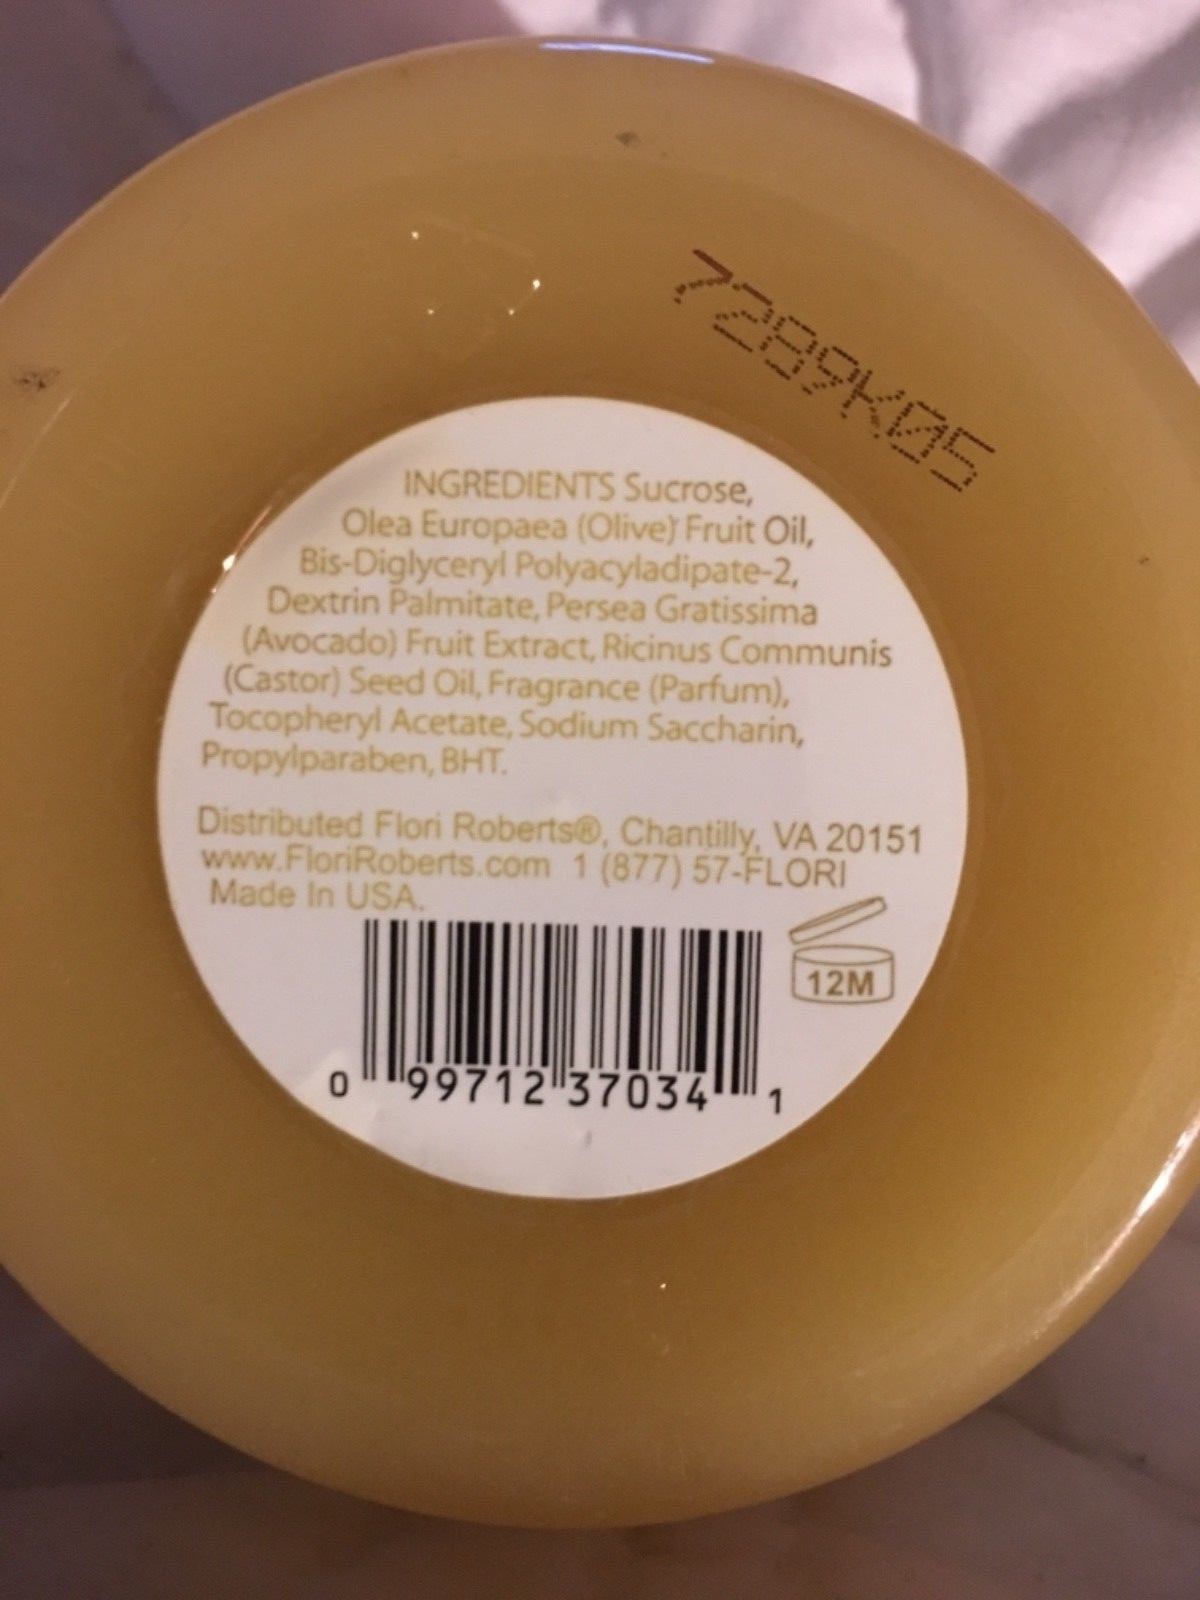 7289K05
INGREDIENTS Sucrose,
Olea Europaea (Olive) Fruit Oil,
Bis-Diglyceryl Polyacyladipate-2,
Dextrin Palmitate, Persea Gratissima
(Avocado) Fruit Extract, Ricinus Communis
(Castor) Seed Oil, Fragrance (Parfum),
Tocopheryl Acetate, Sodium Saccharin,
Propylparaben, BHT.
Distributed Flori Roberts®, Chantilly, VA 20151
www.FloriRoberts.com 1 (877) 57-FLORI
Made In USA.
12M
0 99712 37034 1